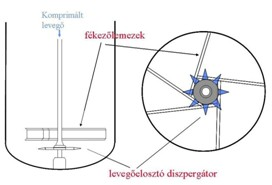 Komprimált
levegő
fékezőlemezek
levegőelosztó diszpergátor